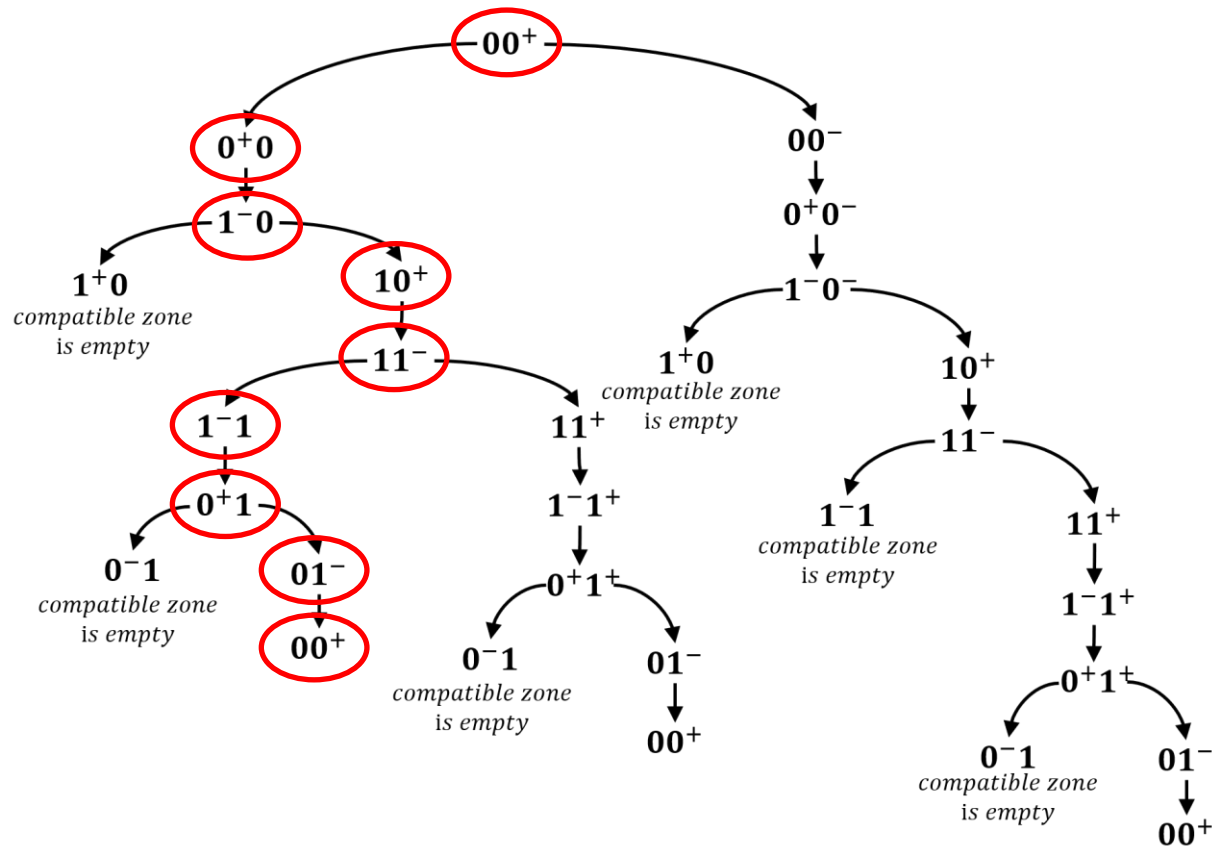 00⁺
0⁺0
00⁻
1⁻0
0⁺0⁻
1⁺0
compatible zone
is empty
10⁺
1⁻0⁻
11⁻
1⁺0
compatible zone
is empty
10⁺
1⁻1
11⁺
11⁻
0⁺1
1⁻1⁺
1⁻1
compatible zone
is empty
11⁺
0⁻1
compatible zone
is empty
01⁻
0⁺1⁺
1⁻1⁺
00⁺
0⁻1
compatible zone
is empty
01⁻
0⁺1⁺
00⁺
0⁻1
compatible zone
is empty
01⁻
00⁺